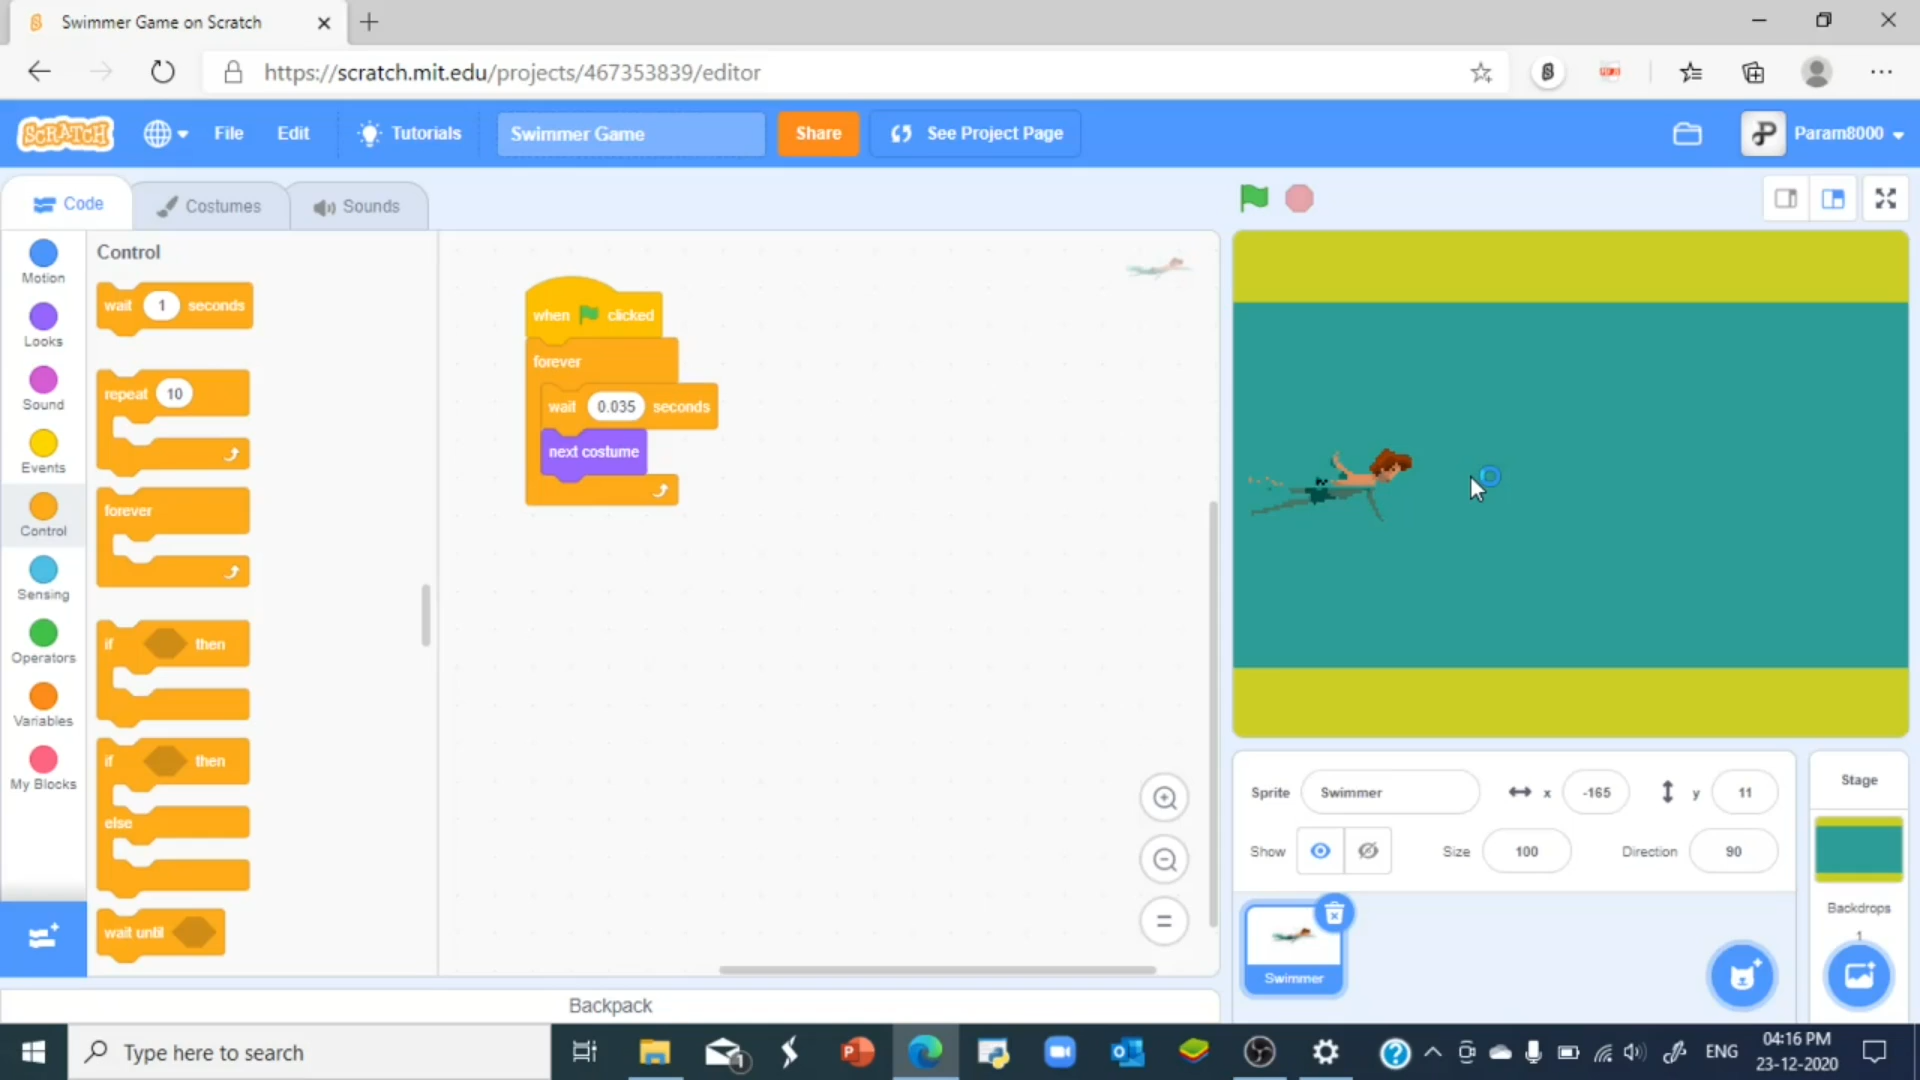 Swimmer Game on Scratch
https://scratch.mit.edu/projects/467353839/editor
SCRATCH
File
Edit
Tutorials
Swimmer Game
Share
See Project Page
Param8000
Code
Costumes
Sounds
Motion
Looks
Sound
Events
Control
Sensing
Operators
Variables
My Blocks
Control
wait 1 seconds
repeat 10
forever
if then
if then
else
wait until
when clicked
forever
wait 0.035 seconds
next costume
Backpack
Sprite Swimmer x -165 y 11
Show Size 100 Direction 90
Swimmer
Stage
Backdrops
1
Type here to search
1
ENG
04:16 PM
23-12-2020